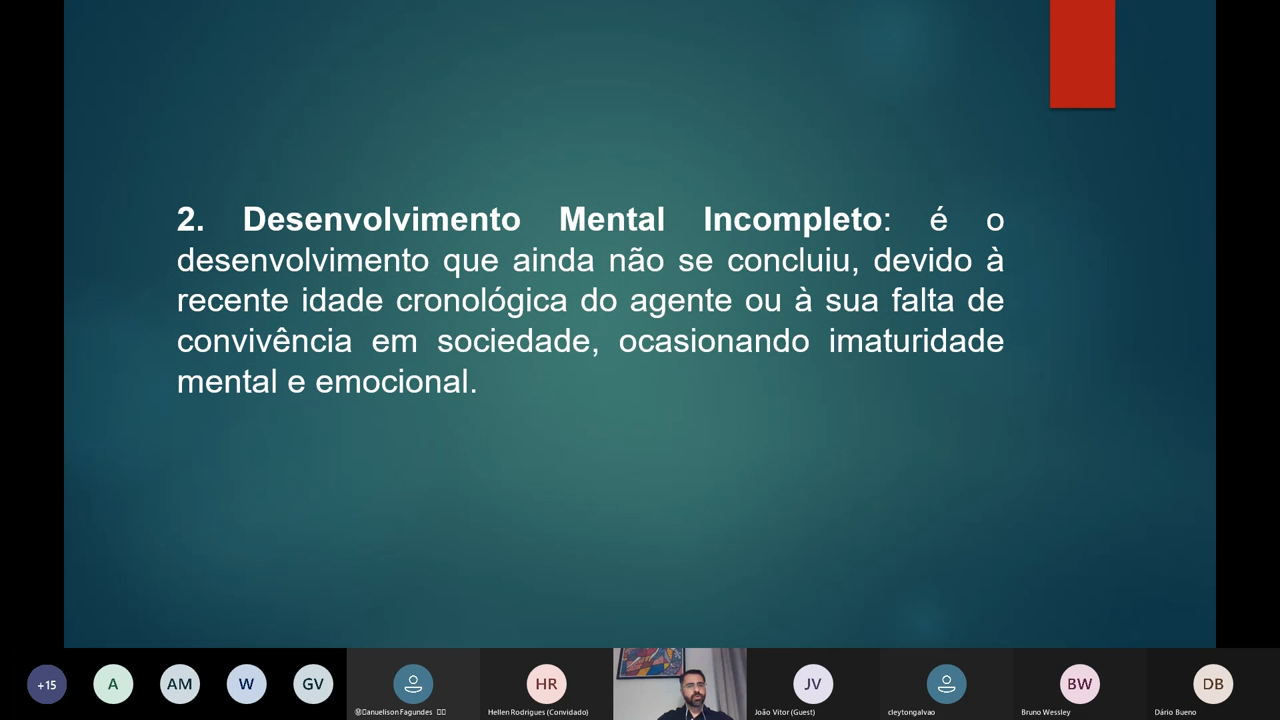 2. Desenvolvimento Mental Incompleto: é o
desenvolvimento que ainda não se concluiu, devido à
recente idade cronológica do agente ou à sua falta de
convivência em sociedade, ocasionando imaturidade
mental e emocional.
+15
A
AM
W
GV
anuelison Fagundes
HR
Hellen Rodrigues (Convidado)
JV
João Vitor (Guest)
cleytongalvao
BW
Bruno Wessley
DB
Dário Bueno